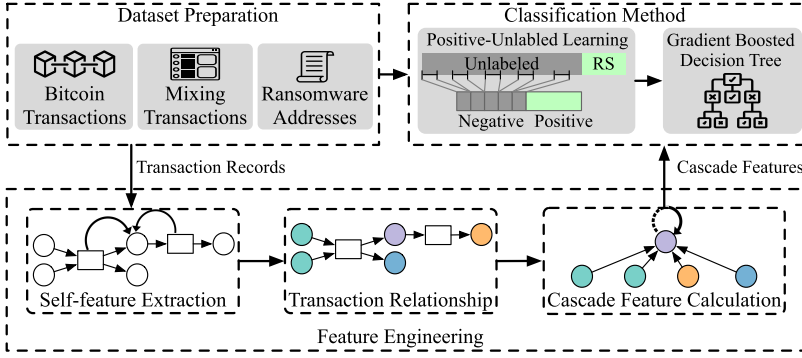 Dataset Preparation
Bitcoin
Transactions
Mixing
Transactions
Ransomware
Addresses
Classification Method
Positive-Unlabled Learning
Unlabeled
RS
Negative
Positive
Gradient Boosted
Decision Tree
Transaction Records
Cascade Features
Self-feature Extraction
Transaction Relationship
Cascade Feature Calculation
Feature Engineering